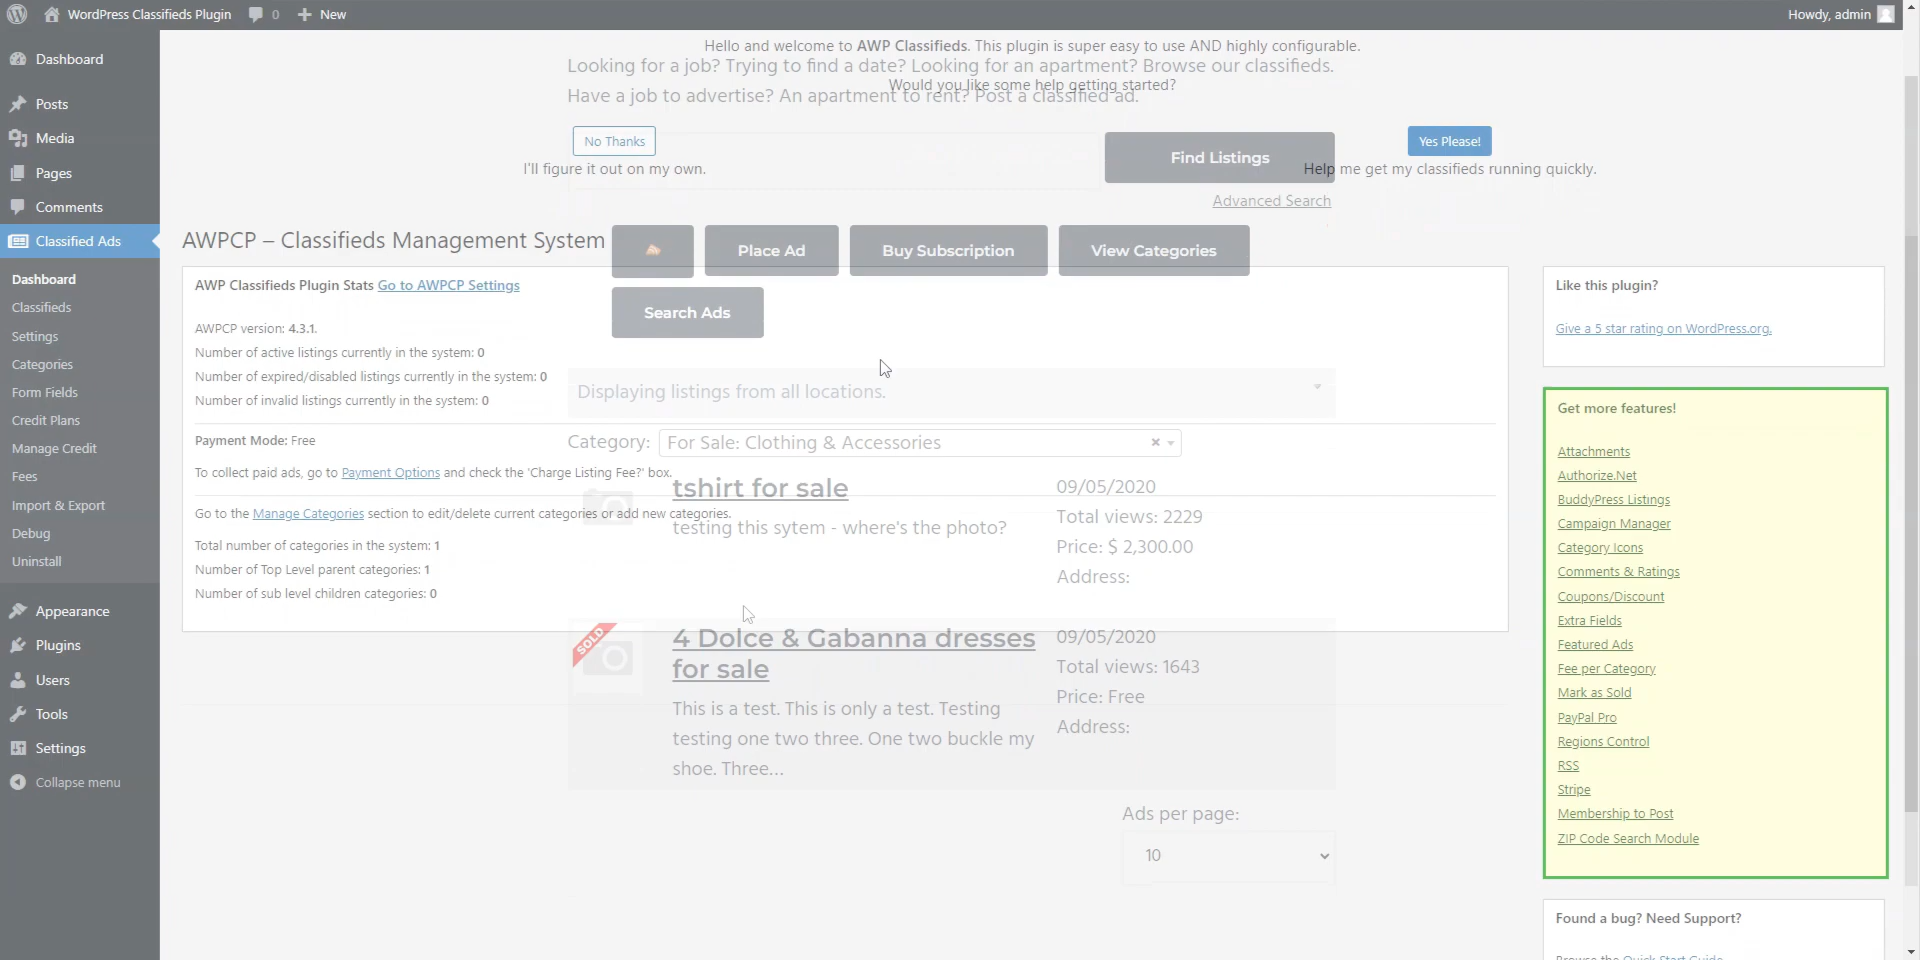 WordPress Classifieds Plugin
0
New
Howdy, admin
Dashboard
Posts
Media
Pages
Comments
Classified Ads
Dashboard
Classifieds
Settings
Categories
Form Fields
Credit Plans
Manage Credit
Fees
Import & Export
Debug
Uninstall
Appearance
Plugins
Users
Tools
Settings
Collapse menu
Hello and welcome to AWP Classifieds. This plugin is super easy to use AND highly configurable.
Would you like some help getting started?
No Thanks
I'll figure it out on my own.
Yes Please!
Help me get my classifieds running quickly.
AWPCP – Classifieds Management System
AWP Classifieds Plugin Stats Go to AWPCP Settings
AWPCP version: 4.3.1.
Number of active listings currently in the system: 0
Number of expired/disabled listings currently in the system: 0
Number of invalid listings currently in the system: 0
Payment Mode: Free
To collect paid ads, go to Payment Options and check the 'Charge Listing Fee?' box.
Go to the Manage Categories section to edit/delete current categories or add new categories.
Total number of categories in the system: 1
Number of Top Level parent categories: 1
Number of sub level children categories: 0
Looking for a job? Trying to find a date? Looking for an apartment? Browse our classifieds.
Have a job to advertise? An apartment to rent? Post a classified ad.
Find Listings
Advanced Search
Place Ad
Buy Subscription
View Categories
Search Ads
Displaying listings from all locations.
Category: For Sale: Clothing & Accessories
tshirt for sale
testing this sytem - where's the photo?
09/05/2020
Total views: 2229
Price: $ 2,300.00
Address:
SOLD
4 Dolce & Gabanna dresses
for sale
This is a test. This is only a test. Testing
testing one two three. One two buckle my
shoe. Three...
09/05/2020
Total views: 1643
Price: Free
Address:
Ads per page:
10
Like this plugin?
Give a 5 star rating on WordPress.org.
Get more features!
Attachments
Authorize.Net
BuddyPress Listings
Campaign Manager
Category Icons
Comments & Ratings
Coupons/Discount
Extra Fields
Featured Ads
Fee per Category
Mark as Sold
PayPal Pro
Regions Control
RSS
Stripe
Membership to Post
ZIP Code Search Module
Found a bug? Need Support?
Browse the Quick Start Guide